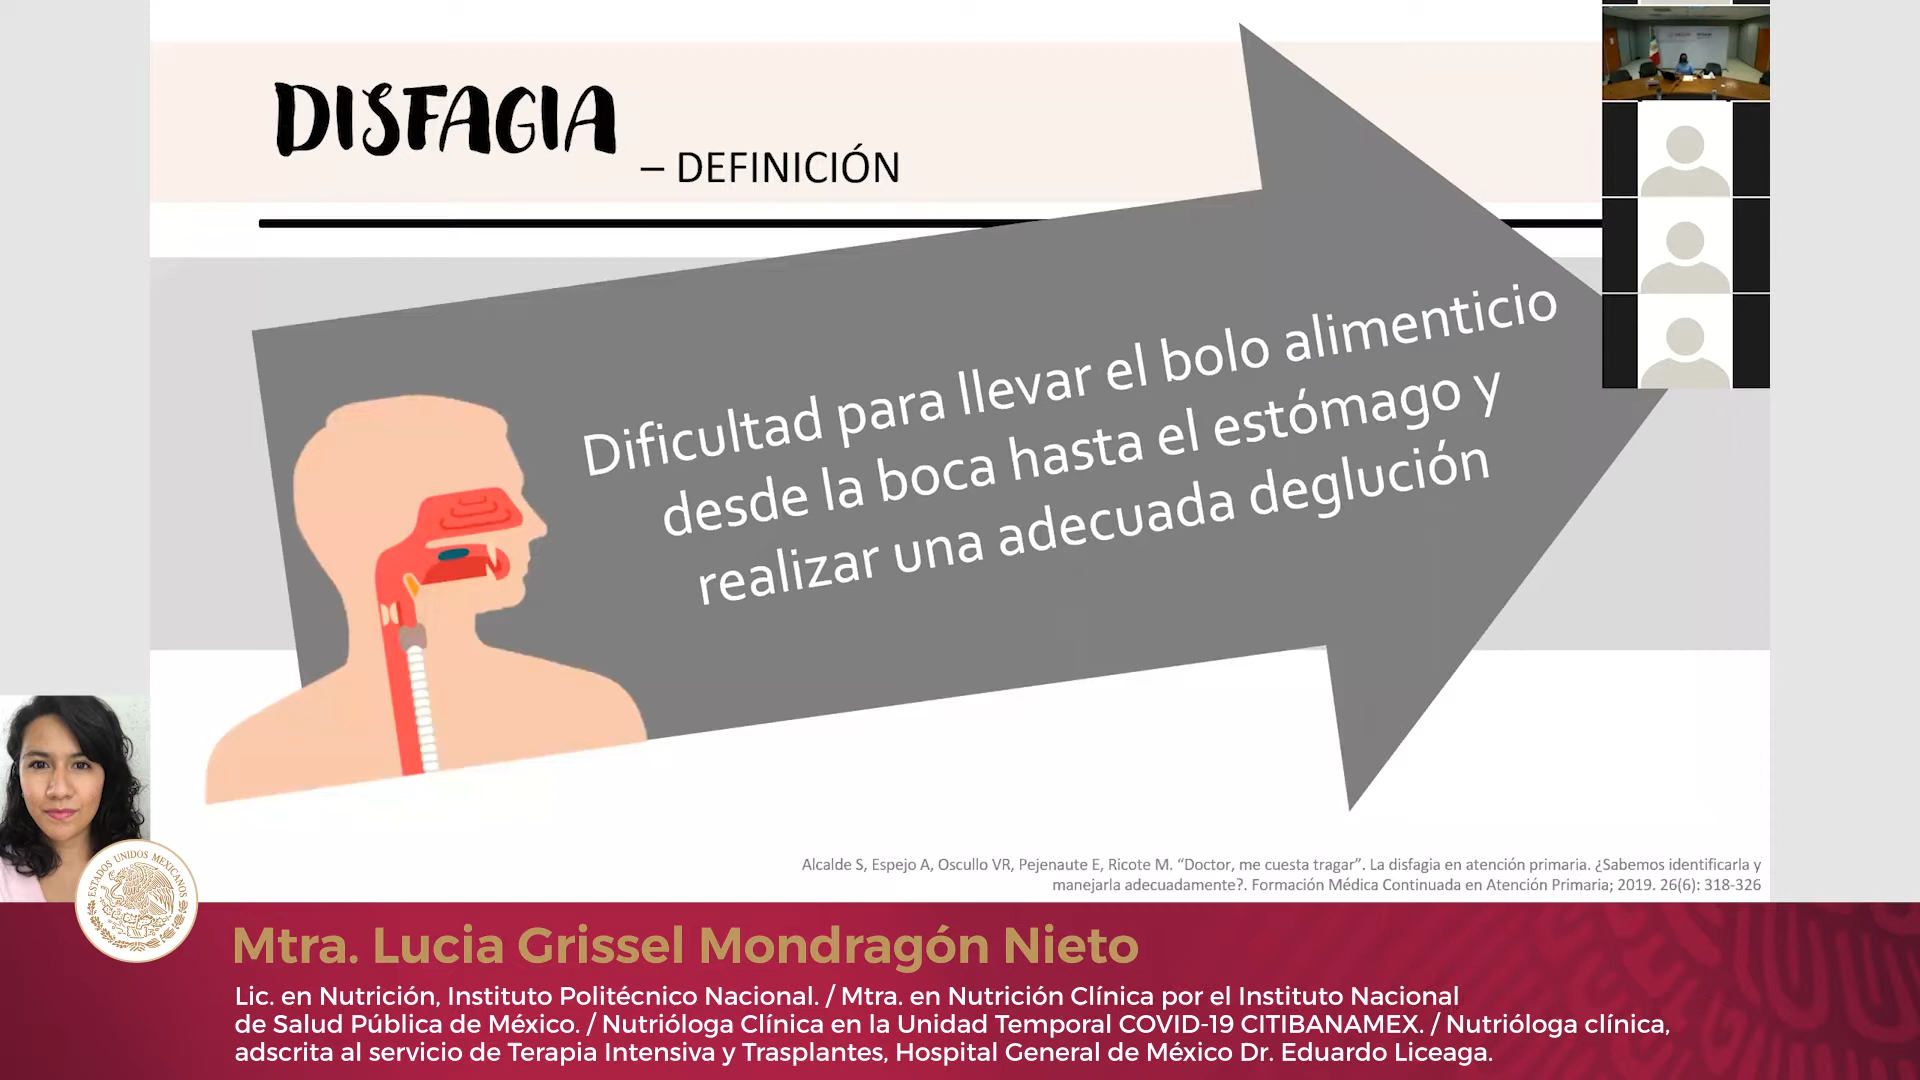 DISFAGIA
– DEFINICIÓN
Dificultad para llevar el bolo alimenticio
desde la boca hasta el estómago y
realizar una adecuada deglución
Alcalde S, Espejo A, Oscullo VR, Pejenaute E, Ricote M. “Doctor, me cuesta tragar”. La disfagia en atención primaria. ¿Sabemos identificarla y
manejarla adecuadamente?. Formación Médica Continuada en Atención Primaria; 2019. 26(6): 318-326
ESTADOS UNIDOS MEXICANOS
Mtra. Lucia Grissel Mondragón Nieto
Lic. en Nutrición, Instituto Politécnico Nacional. / Mtra. en Nutrición Clínica por el Instituto Nacional
de Salud Pública de México. / Nutrióloga Clínica en la Unidad Temporal COVID-19 CITIBANAMEX. / Nutrióloga clínica,
adscrita al servicio de Terapia Intensiva y Trasplantes, Hospital General de México Dr. Eduardo Liceaga.